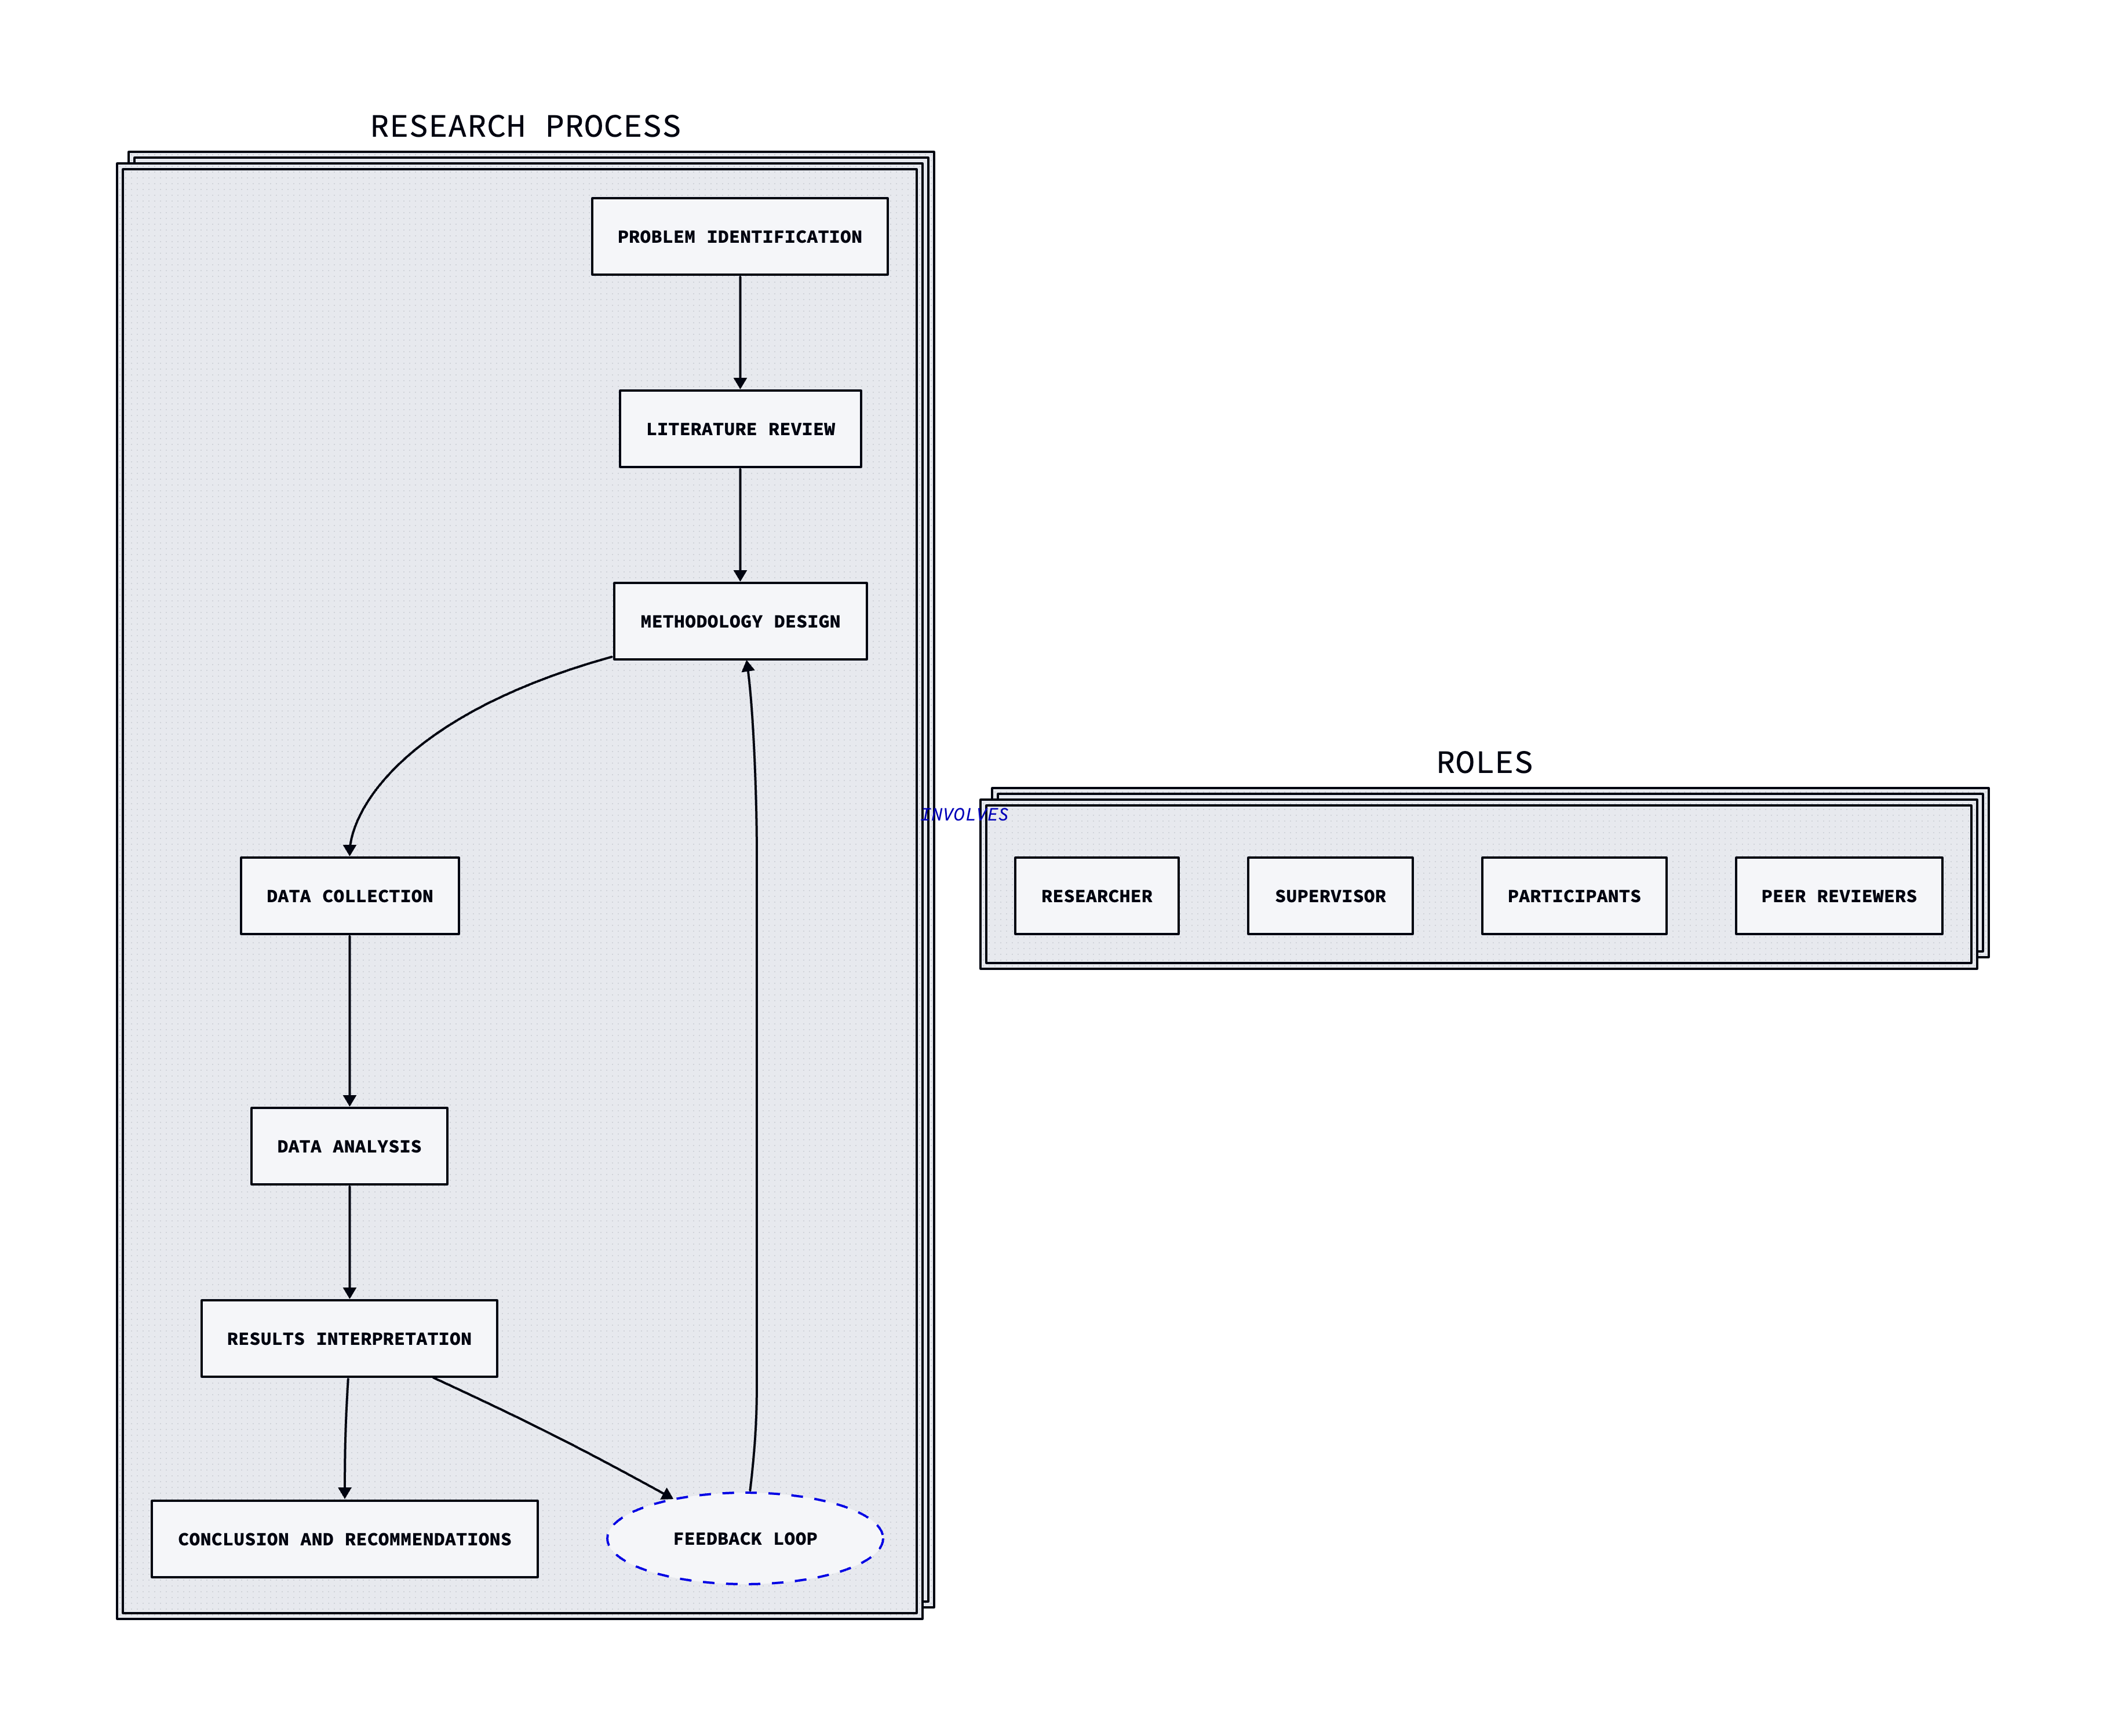 RESEARCH PROCESS
PROBLEM IDENTIFICATION
LITERATURE REVIEW
METHODOLOGY DESIGN
DATA COLLECTION
DATA ANALYSIS
RESULTS INTERPRETATION
CONCLUSION AND RECOMMENDATIONS
FEEDBACK LOOP
INVOLVES
ROLES
RESEARCHER
SUPERVISOR
PARTICIPANTS
PEER REVIEWERS